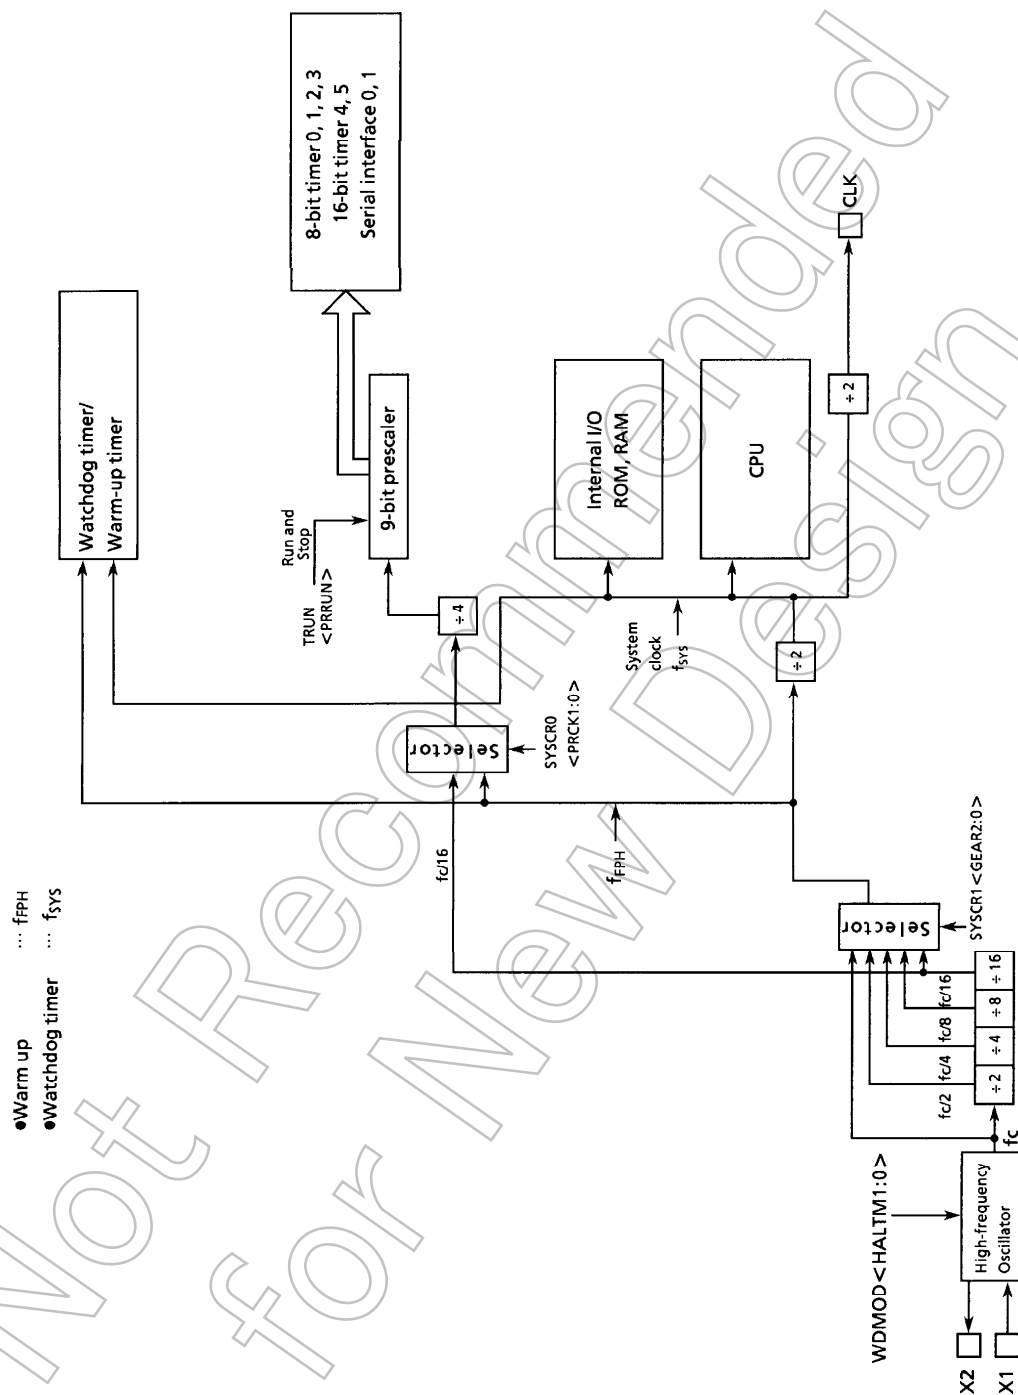 ●Warm up ... fFPH
●Watchdog timer ... fSYS
Watchdog timer/
Warm-up timer
8-bit timer 0, 1, 2, 3
16-bit timer 4, 5
Serial interface 0, 1
TRUN
<PRRUN>
Run and
Stop
9-bit prescaler
÷4
fc/16
Selector
SYSCR0
<PRCK1:0>
Internal I/O
ROM, RAM
System
clock
fSYS
CPU
fFPH
÷2
÷2
CLK
WDMOD<HALTM1:0>
Selector
SYSCR1<GEAR2:0>
fc/2
fc/4
fc/8
fc/16
X2
X1
High-frequency
Oscillator
fc
÷2
÷4
÷8
÷16
Not Recommended
for New Design